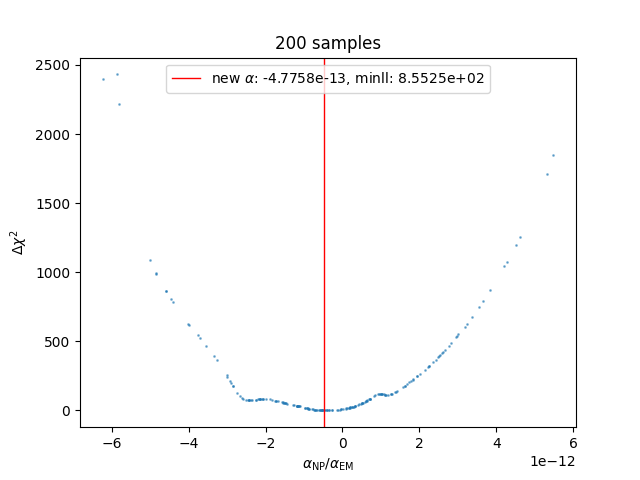 200 samples
new α: -4.7758e-13, minll: 8.5525e+02
2500
2000
1500
1000
500
0
Δχ²
−6 −4 −2 0 2 4 6
1e−12
α_NP/α_EM